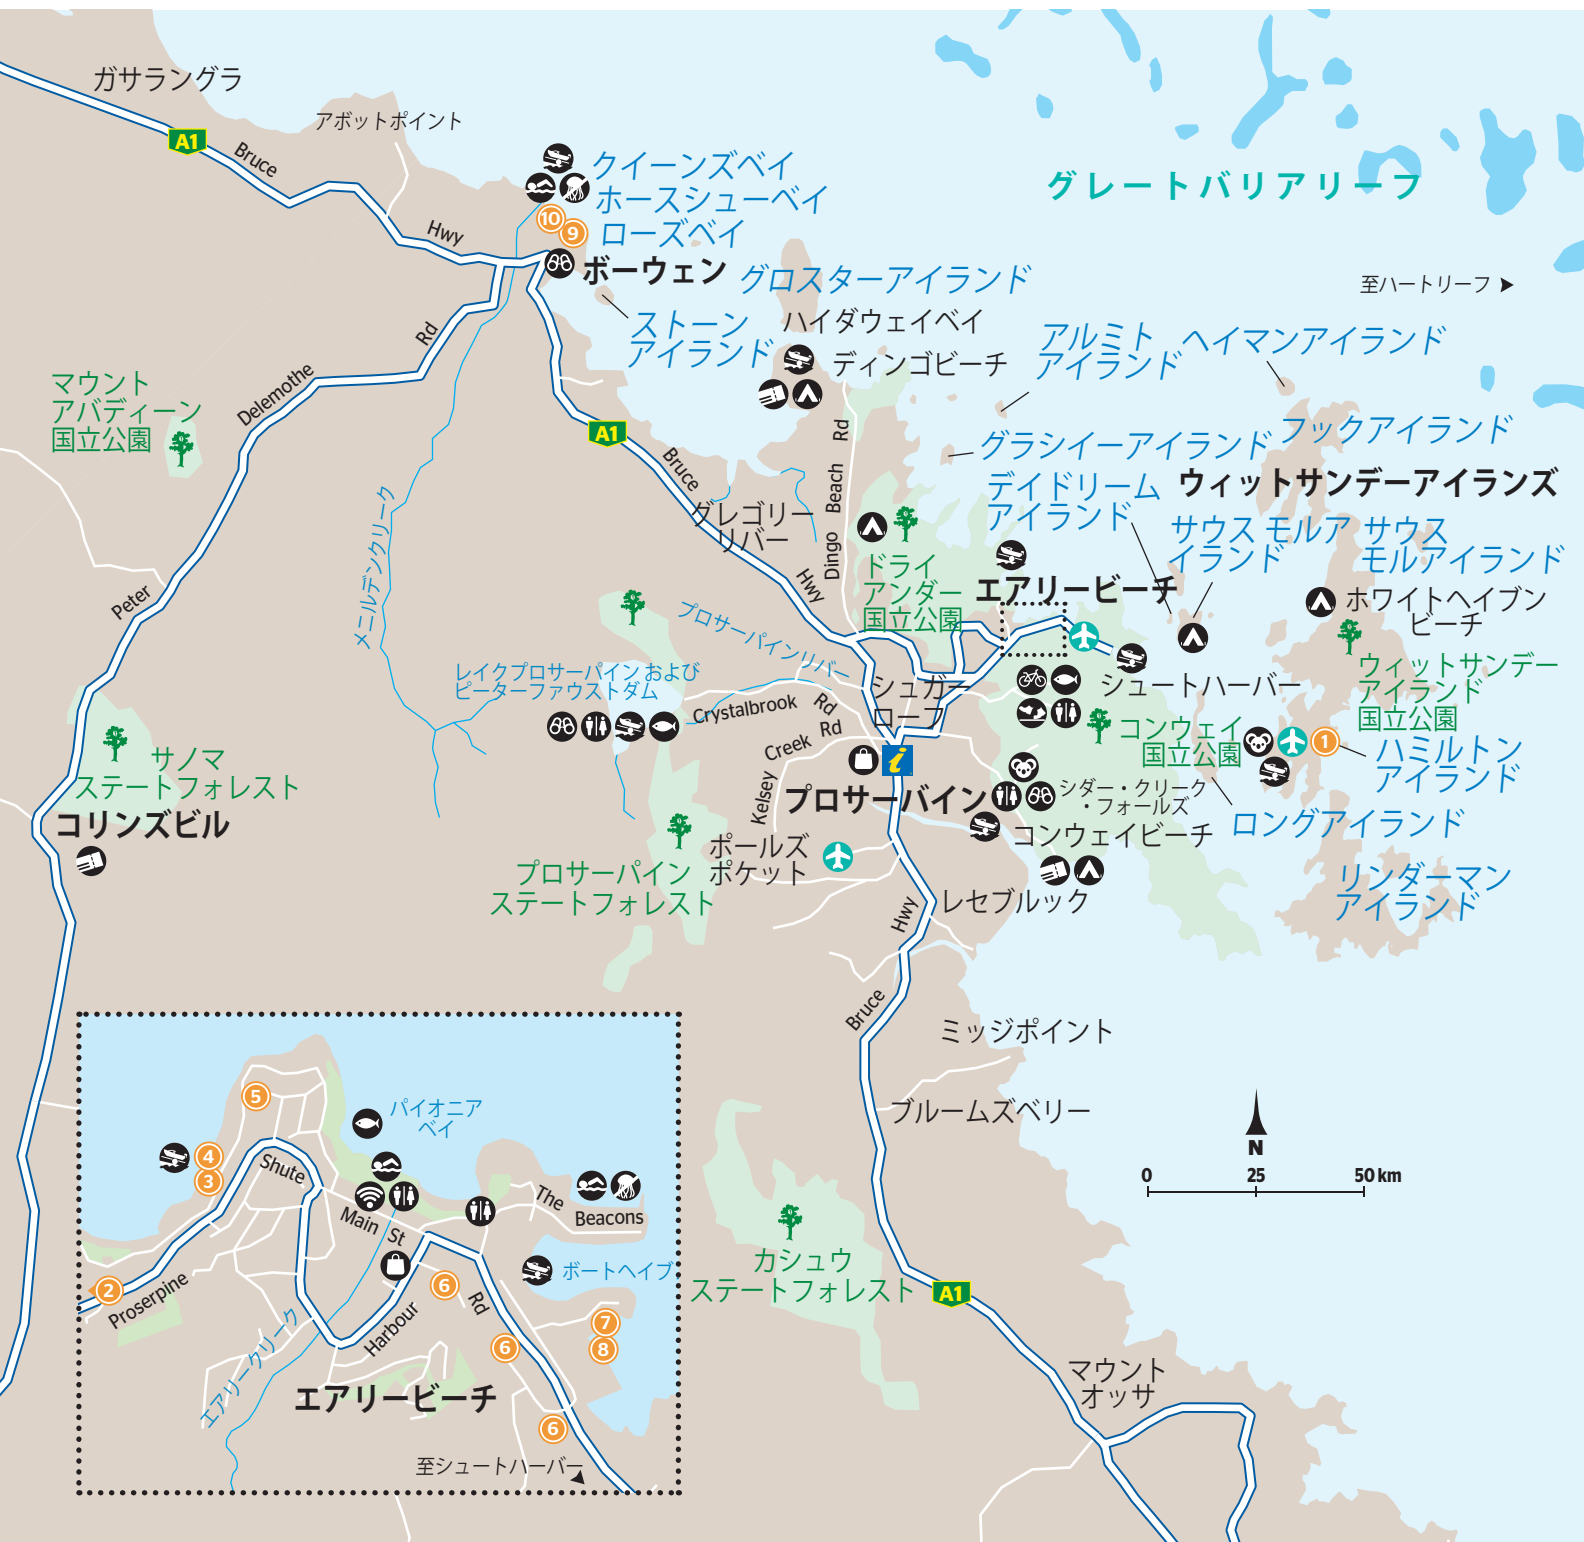 ガサラングラ
アボットポイント
A1
Bruce
クイーンズベイ
ホースシューベイ
10
9
ローズベイ
グレートバリアリーフ
Hwy
ボーウェン
グロスターアイランド
至ハートリーフ
ストーン
アイランド
ハイダウェイベイ
ディンゴビーチ
アルミト
アイランド
ヘイマンアイランド
Rd
Delemothe
Peter
マウント
アバディーン
国立公園
A1
Bruce
Hwy
Dingo Beach Rd
グラシイーアイランド
フックアイランド
デイドリーム
アイランド
ウィットサンデーアイランズ
サウス モルア
イランド
サウス
モルアイランド
グレゴリー
リバー
メニルデンクリーク
ドライ
アンダー
国立公園
エアリービーチ
ホワイトヘイブン
ビーチ
プロサーパインリバー
レイクプロサーパイン および
ピーターファウストダム
Crystalbrook Rd
シュガー
ローフ
シュートハーバー
ウィットサンデー
アイランド
国立公園
コンウェイ
国立公園
1
ハミルトン
アイランド
Kelsey Creek Rd
i
サノマ
ステートフォレスト
プロサーパイン
シダー・クリーク
・フォールズ
コリンズビル
コンウェイビーチ
ロングアイランド
ポールズ
ポケット
プロサーパイン
ステートフォレスト
レセブルック
リンダーマン
アイランド
Hwy
Bruce
ミッジポイント
ブルームズベリー
N
0 25 50 km
カシュウ
ステートフォレスト
A1
マウント
オッサ
5
パイオニア
ベイ
4
3
Shute
Main St
The
Beacons
ボートヘイブ
2
Proserpine
6
Harbour
Rd
7
8
6
エアリークリーク
エアリービーチ
6
至シュートハーバー